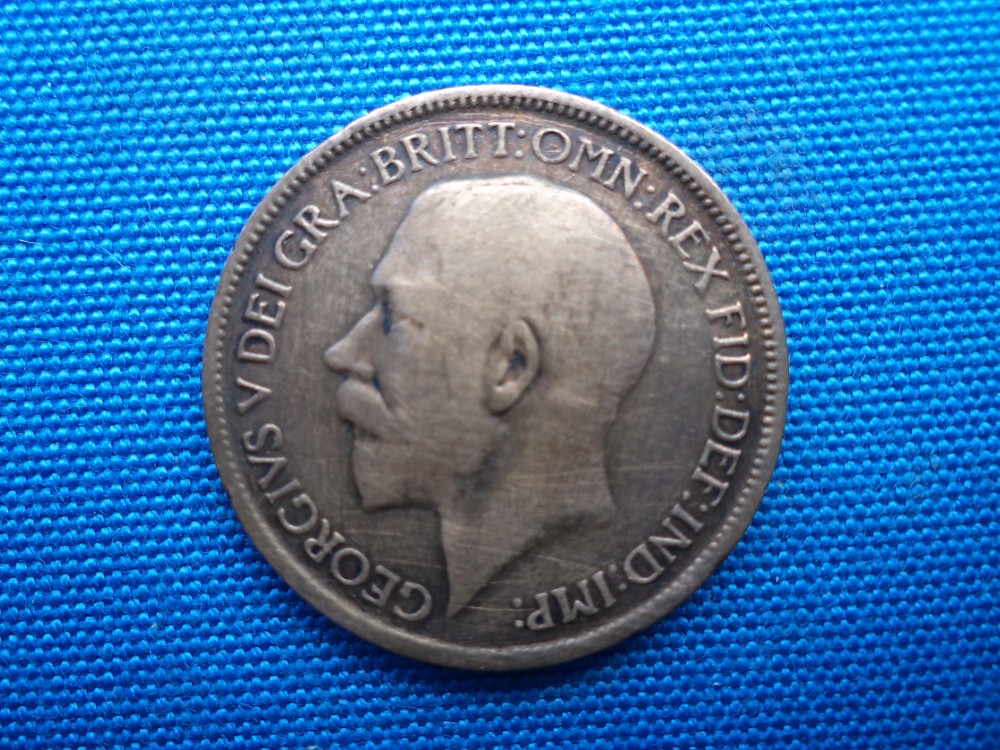 GEORGIVS V DEI GRA: BRITT: OMN: REX FID: DEF: IND: IMP: